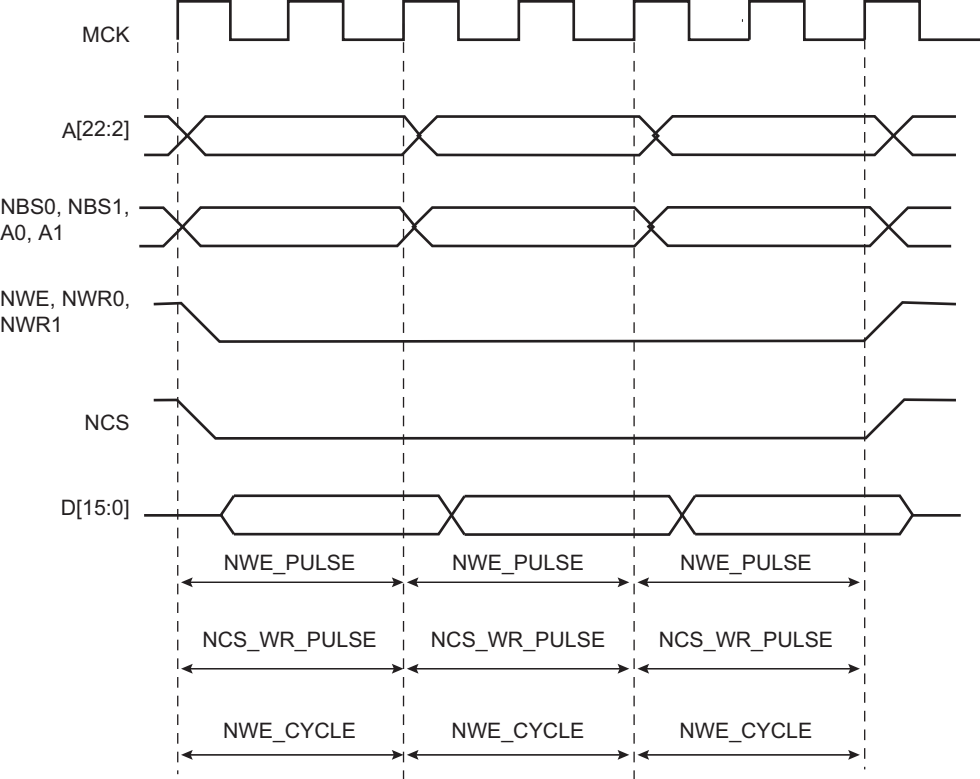 MCK
A[22:2]
NBS0, NBS1,
A0, A1
NWE, NWR0,
NWR1
NCS
D[15:0]
NWE_PULSE NWE_PULSE NWE_PULSE
NCS_WR_PULSE NCS_WR_PULSE NCS_WR_PULSE
NWE_CYCLE NWE_CYCLE NWE_CYCLE